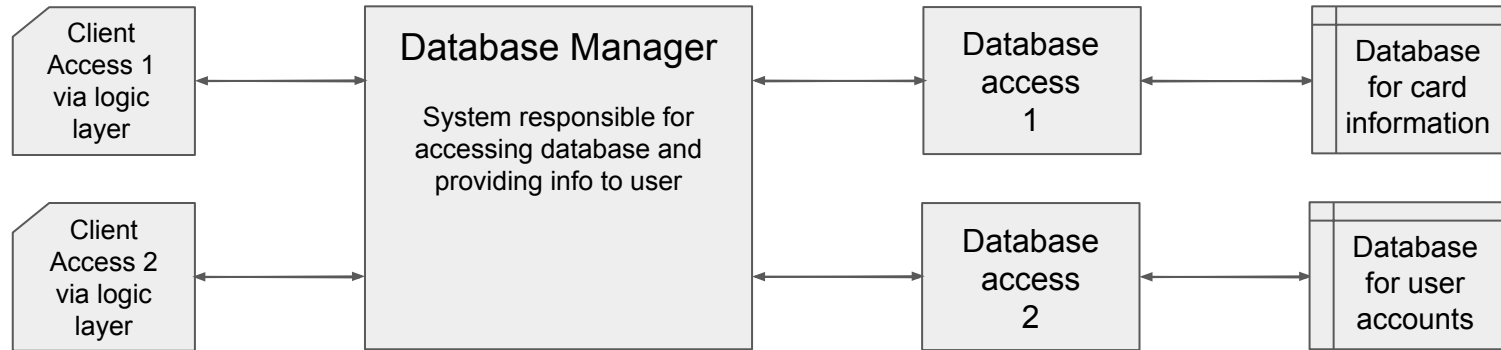 Client
Access 1
via logic
layer
Database Manager
System responsible for
accessing database and
providing info to user
Database
access
1
Database
for card
information
Client
Access 2
via logic
layer
Database
access
2
Database
for user
accounts